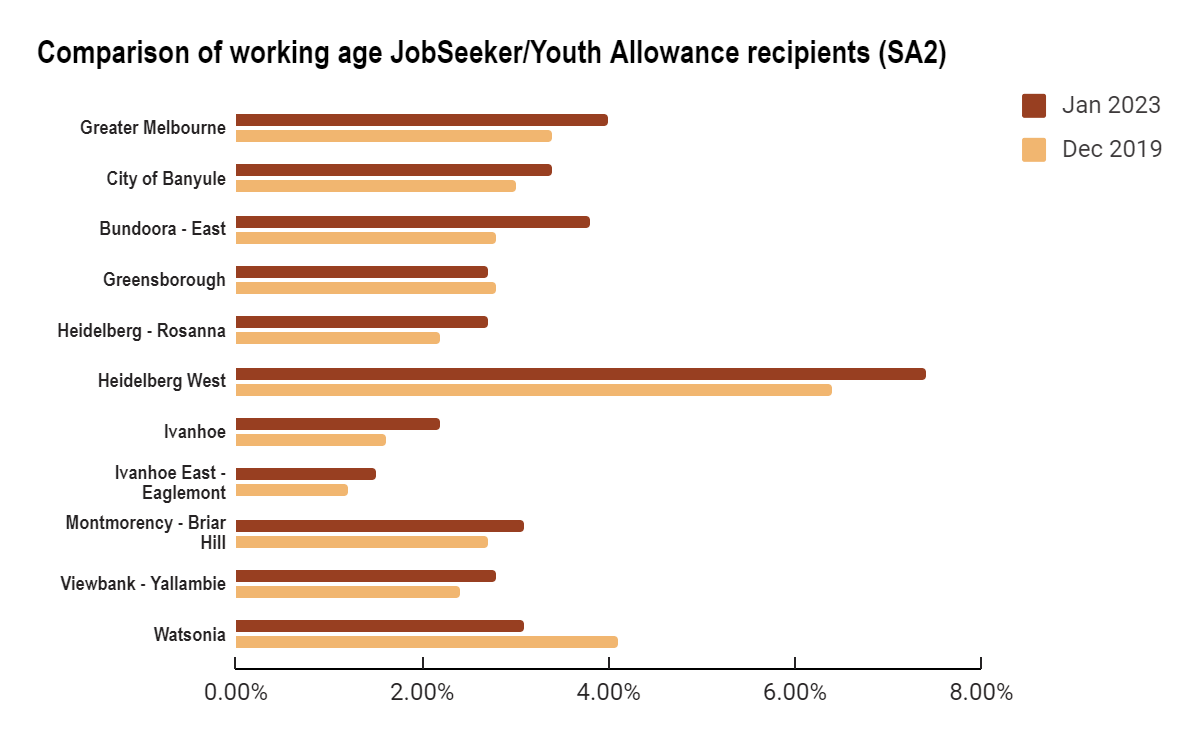 Comparison of working age JobSeeker/Youth Allowance recipients (SA2)
Jan 2023
Dec 2019
Greater Melbourne
City of Banyule
Bundoora - East
Greensborough
Heidelberg - Rosanna
Heidelberg West
Ivanhoe
Ivanhoe East -
Eaglemont
Montmorency - Briar
Hill
Viewbank - Yallambie
Watsonia
0.00%
2.00%
4.00%
6.00%
8.00%